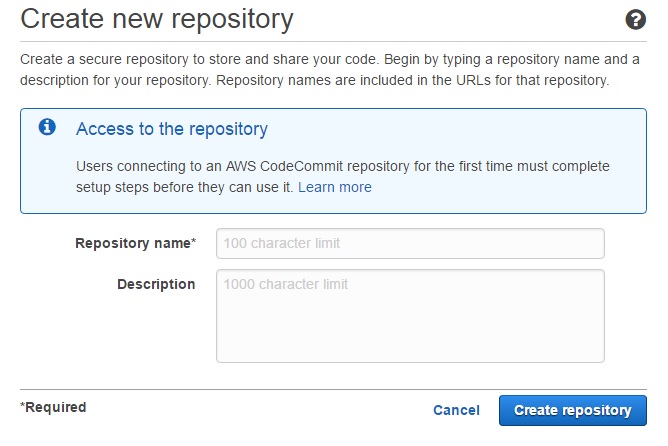 Create new repository
Create a secure repository to store and share your code. Begin by typing a repository name and a
description for your repository. Repository names are included in the URLs for that repository.
Access to the repository
Users connecting to an AWS CodeCommit repository for the first time must complete
setup steps before they can use it. Learn more
Repository name* 100 character limit
Description 1000 character limit
*Required Cancel Create repository